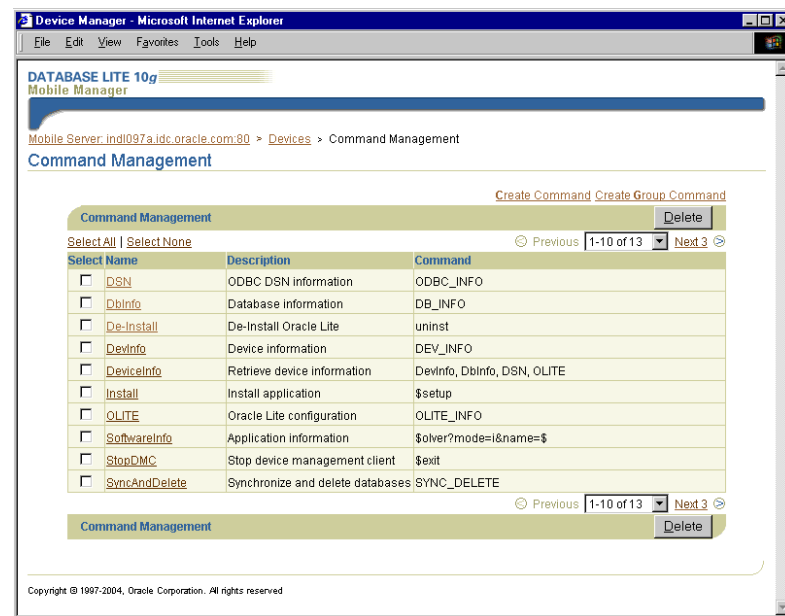 Device Manager - Microsoft Internet Explorer
File Edit View Favorites Tools Help
DATABASE LITE 10g
Mobile Manager
Mobile Server: indl097a.idc.oracle.com:80 > Devices > Command Management
Command Management
Create Command Create Group Command
Command Management Delete
Select All | Select None Previous 1-10 of 13 Next 3
Select Name Description Command
DSN ODBC DSN information ODBC_INFO
DbInfo Database information DB_INFO
De-Install De-Install Oracle Lite uninst
DevInfo Device information DEV_INFO
DeviceInfo Retrieve device information DevInfo, DbInfo, DSN, OLITE
Install Install application $setup
OLITE Oracle Lite configuration OLITE_INFO
SoftwareInfo Application information $olver?mode=i&name=$
StopDMC Stop device management client $exit
SyncAndDelete Synchronize and delete databases SYNC_DELETE
Previous 1-10 of 13 Next 3
Command Management Delete
Copyright © 1997-2004, Oracle Corporation. All rights reserved